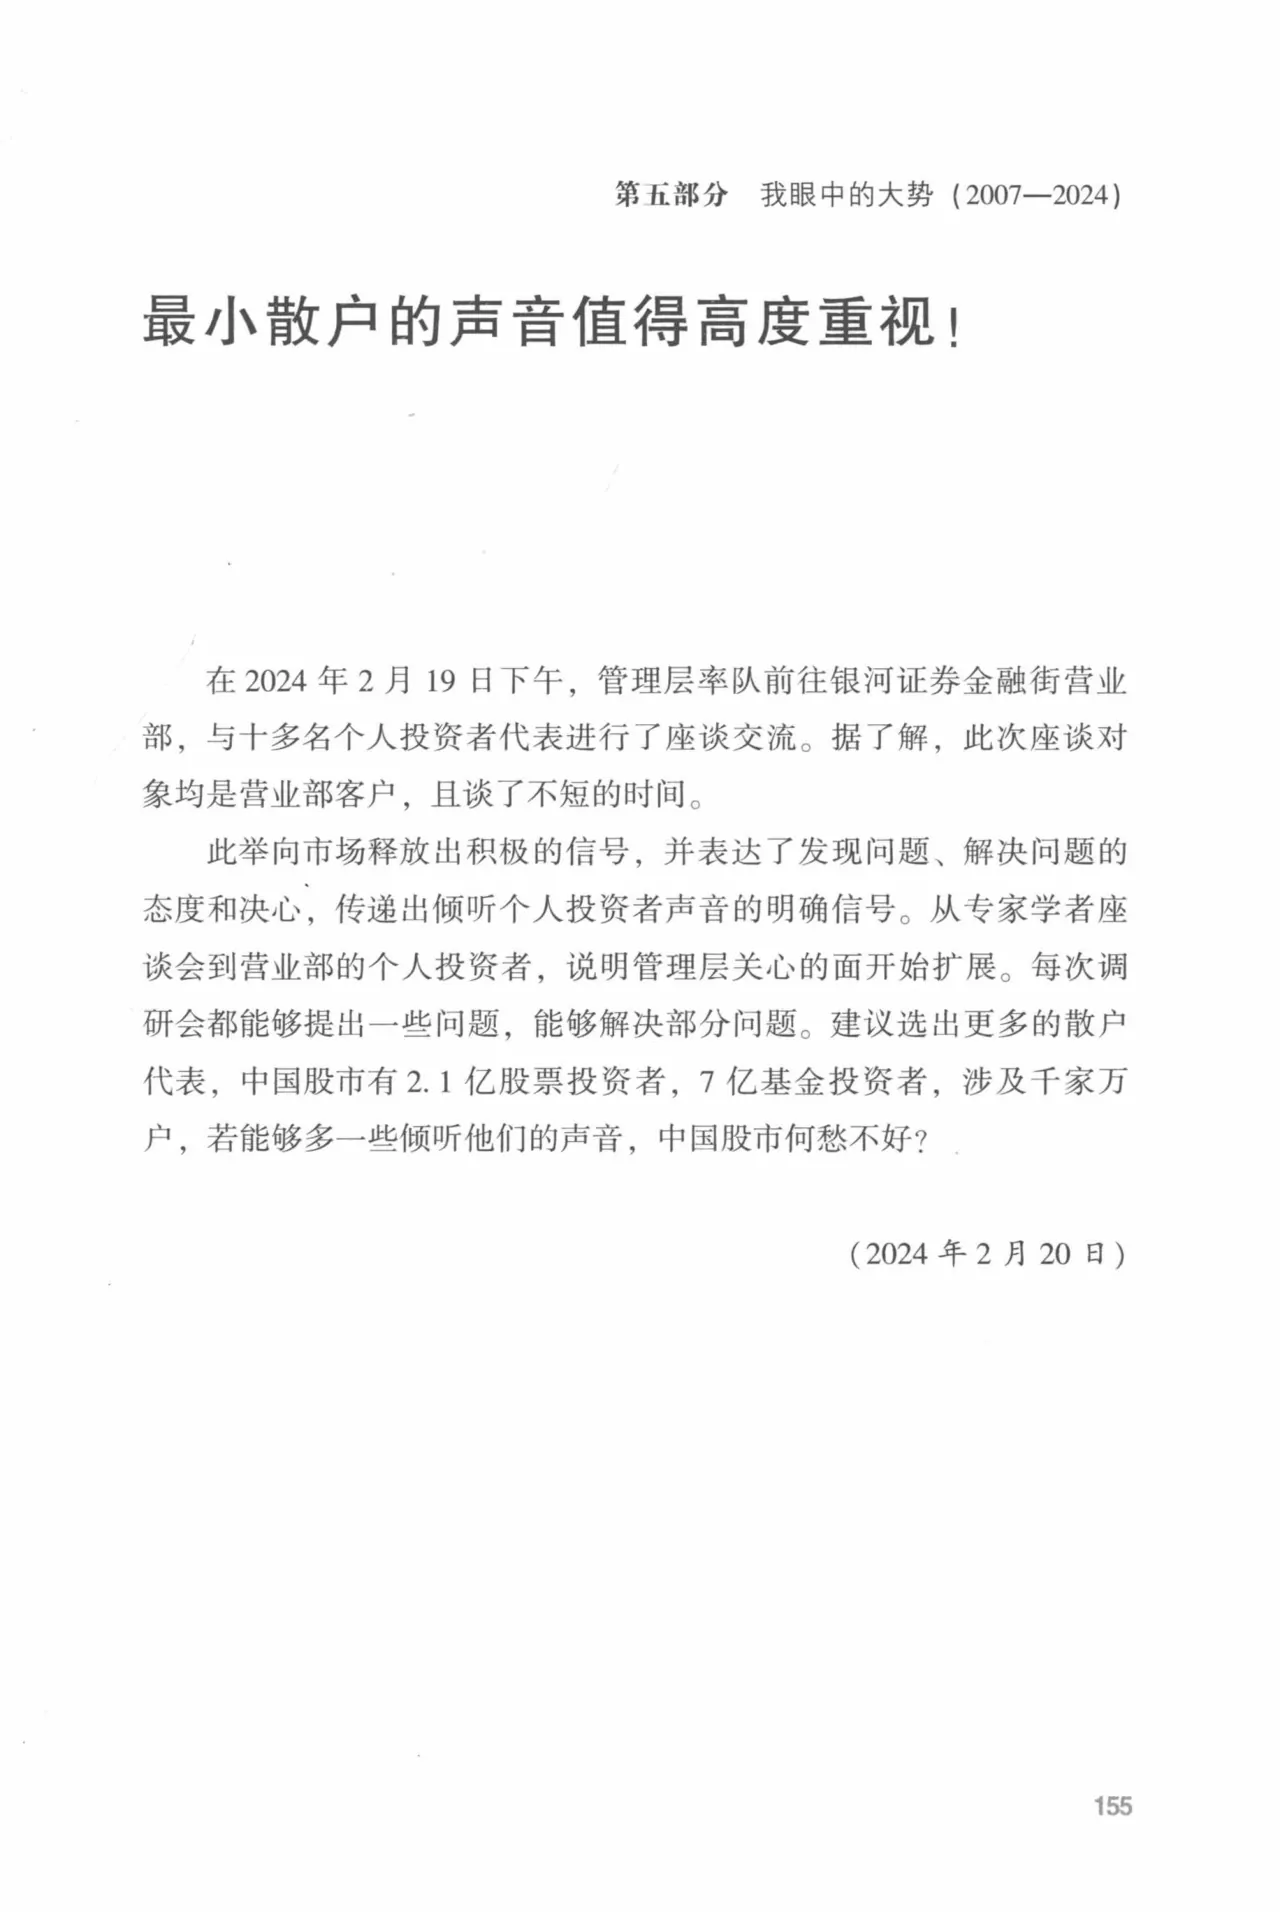 第五部分 我眼中的大势(2007—2024)
最小散户的声音值得高度重视!
在2024年2月19日下午，管理层率队前往银河证券金融街营业
部，与十多名个人投资者代表进行了座谈交流。据了解，此次座谈对
象均是营业部客户，且谈了不短的时间。
此举向市场释放出积极的信号，并表达了发现问题、解决问题的
态度和决心，传递出倾听个人投资者声音的明确信号。从专家学者座
谈会到营业部的个人投资者，说明管理层关心的面开始扩展。每次调
研会都能够提出一些问题，能够解决部分问题。建议选出更多的散户
代表，中国股市有2.1亿股票投资者，7亿基金投资者，涉及千家万
户，若能够多一些倾听他们的声音，中国股市何愁不好?
(2024年2月20日)
155